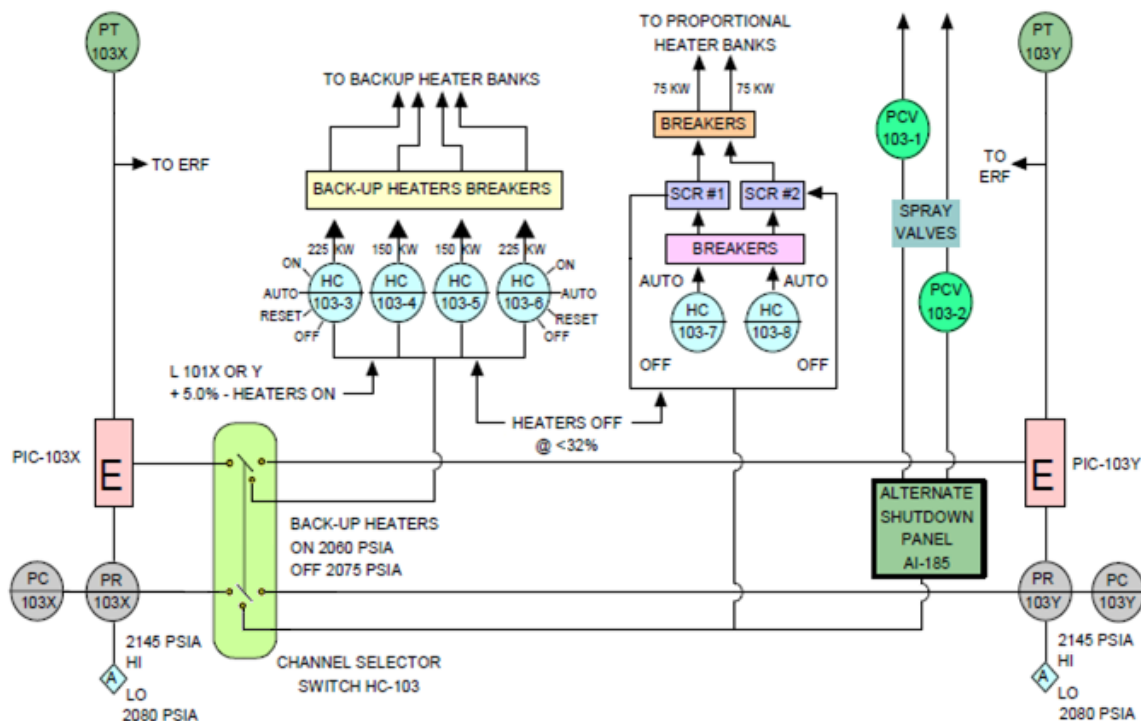 PT
103X
TO BACKUP HEATER BANKS
TO PROPORTIONAL
HEATER BANKS
75 KW
75 KW
BREAKERS
PCV
103-1
PT
103Y
TO ERF
BACK-UP HEATERS BREAKERS
SCR #1
SCR #2
SPRAY
VALVES
TO
ERF
225 KW
150 KW
150 KW
225 KW
BREAKERS
ON
AUTO
RESET
OFF
HC
103-3
HC
103-4
HC
103-5
HC
103-6
ON
AUTO
RESET
OFF
AUTO
AUTO
HC
103-7
HC
103-8
PCV
103-2
OFF
OFF
L 101X OR Y
+ 5.0% - HEATERS ON
HEATERS OFF
@ <32%
PIC-103X
E
E
PIC-103Y
BACK-UP HEATERS
ON 2060 PSIA
OFF 2075 PSIA
ALTERNATE
SHUTDOWN
PANEL
AI-185
PC
103X
PR
103X
PR
103Y
PC
103Y
2145 PSIA
HI
A
LO
2080 PSIA
CHANNEL SELECTOR
SWITCH HC-103
2145 PSIA
HI
A
LO
2080 PSIA